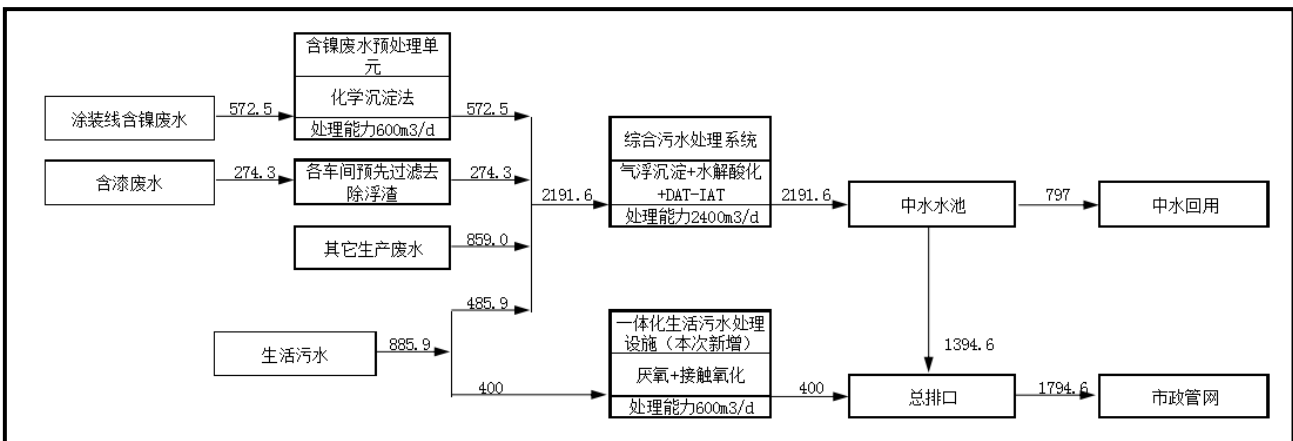 含镍废水预处理单
元
化学沉淀法
处理能力600m3/d
涂装线含镍废水
572.5
572.5
含漆废水
274.3
各车间预先过滤去
除浮渣
274.3
其它生产废水
859.0
2191.6
综合污水处理系统
气浮沉淀+水解酸化
+DAT-IAT
处理能力2400m3/d
2191.6
中水水池
797
中水回用
生活污水
885.9
485.9
400
一体化生活污水处理
设施（本次新增）
厌氧+接触氧化
处理能力600m3/d
400
1394.6
总排口
1794.6
市政管网